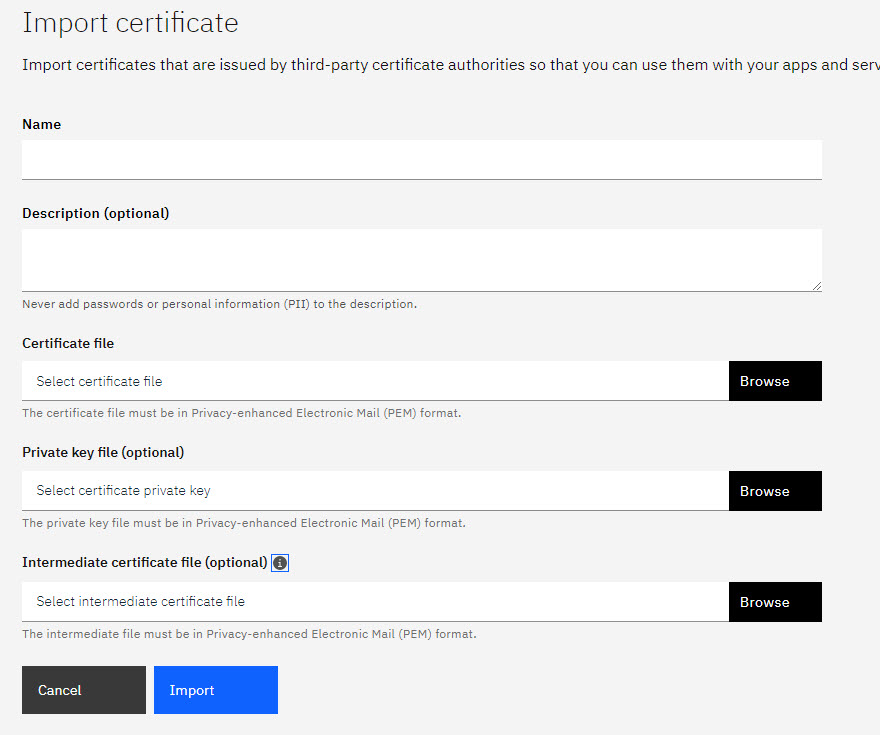 Import certificate
Import certificates that are issued by third-party certificate authorities so that you can use them with your apps and serv
Name
Description (optional)
Never add passwords or personal information (PII) to the description.
Certificate file
Select certificate file
Browse
The certificate file must be in Privacy-enhanced Electronic Mail (PEM) format.
Private key file (optional)
Select certificate private key
Browse
The private key file must be in Privacy-enhanced Electronic Mail (PEM) format.
Intermediate certificate file (optional)
Select intermediate certificate file
Browse
The intermediate file must be in Privacy-enhanced Electronic Mail (PEM) format.
Cancel
Import